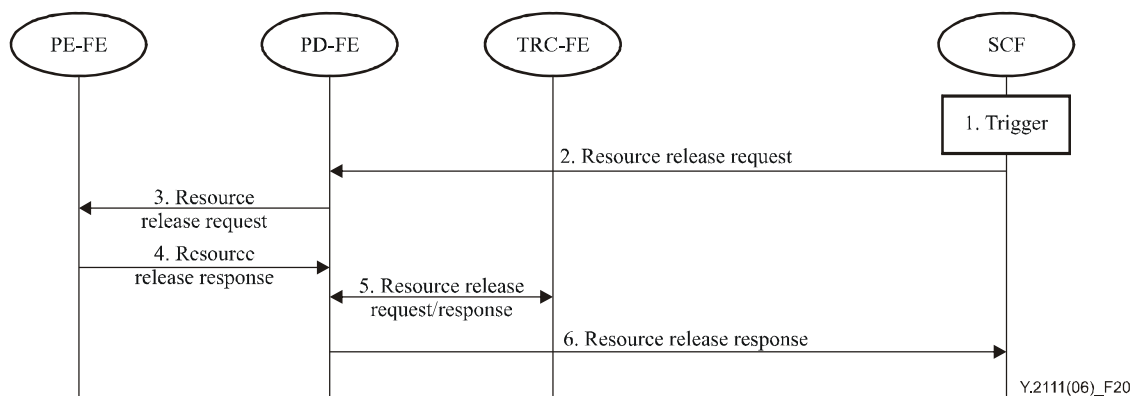 PE-FE
PD-FE
TRC-FE
SCF
1. Trigger
2. Resource release request
3. Resource
release request
4. Resource
release response
5. Resource release
request/response
6. Resource release response
Y.2111(06)_F20